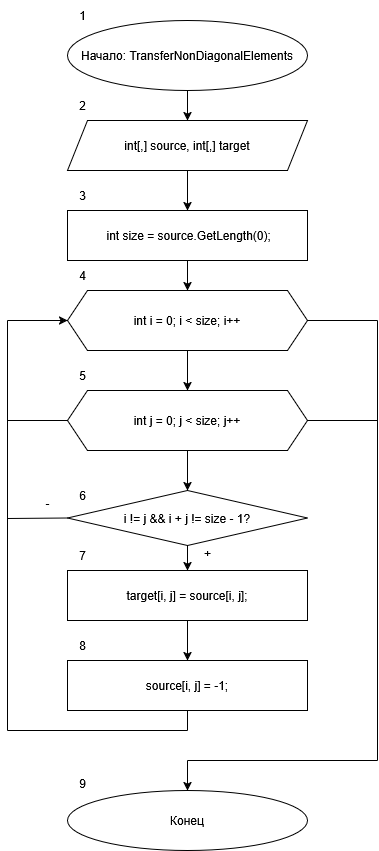 1
Начало: TransferNonDiagonalElements
2
int[,] source, int[,] target
3
int size = source.GetLength(0);
4
int i = 0; i < size; i++
5
int j = 0; j < size; j++
6
-
i != j && i + j != size - 1?
+
7
target[i, j] = source[i, j];
8
source[i, j] = -1;
9
Конец